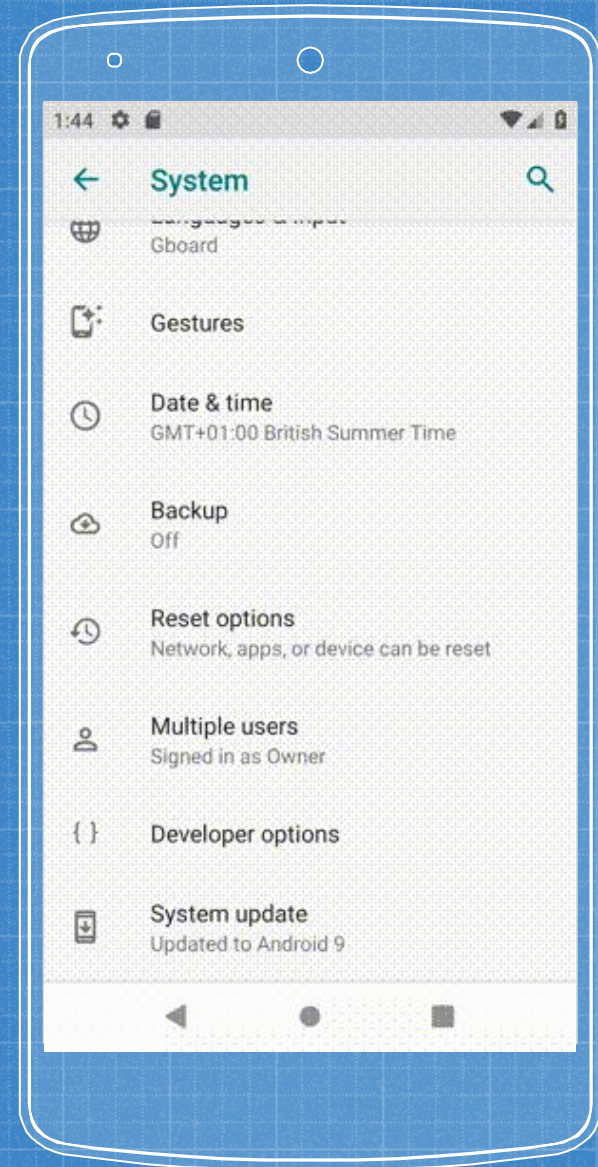 1:44
System
Languages & input
Gboard
Gestures
Date & time
GMT+01:00 British Summer Time
Backup
Off
Reset options
Network, apps, or device can be reset
Multiple users
Signed in as Owner
{ } Developer options
System update
Updated to Android 9